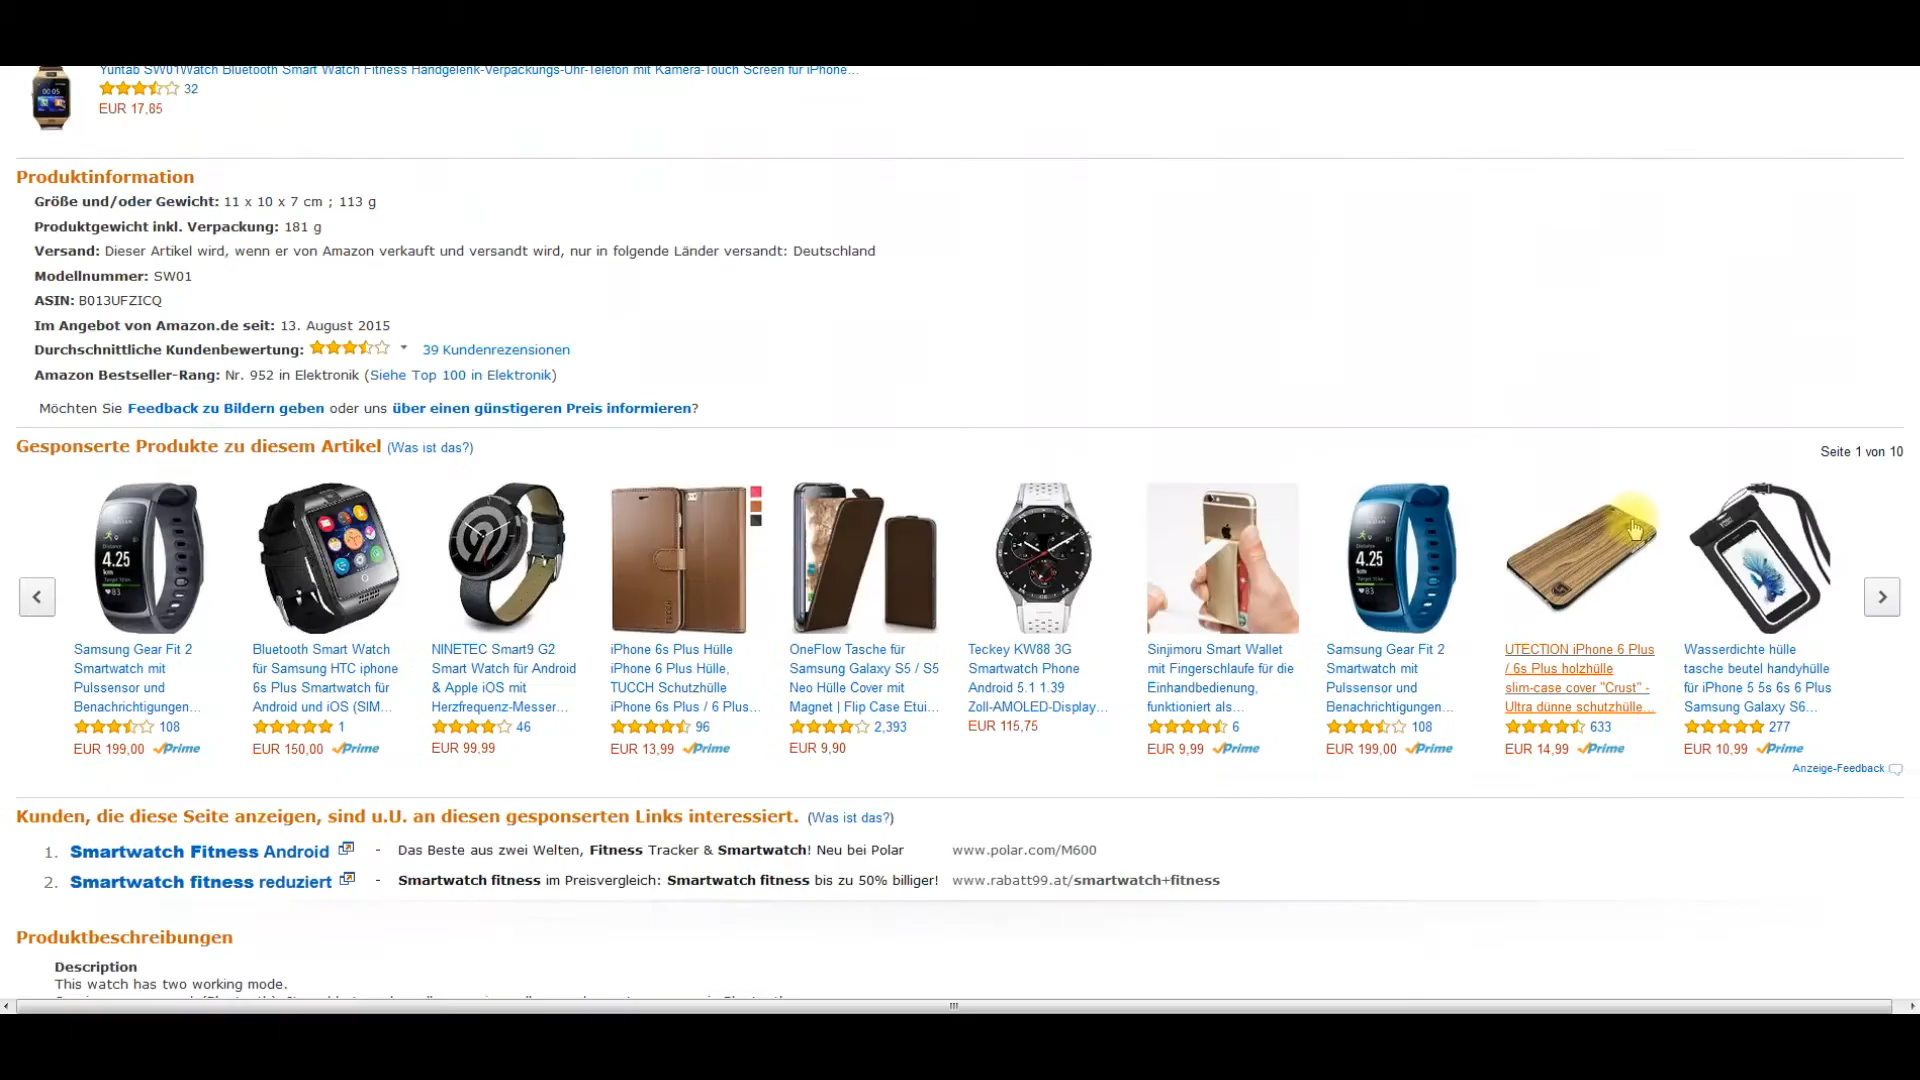 Yuntab SW01Watch Bluetooth Smart Watch Fitness Handgelenk-Verpackungs-Uhr-Telefon mit Kamera-Touch Screen für iPhone...
32
EUR 17,85
Produktinformation
Größe und/oder Gewicht: 11 x 10 x 7 cm ; 113 g
Produktgewicht inkl. Verpackung: 181 g
Versand: Dieser Artikel wird, wenn er von Amazon verkauft und versandt wird, nur in folgende Länder versandt: Deutschland
Modellnummer: SW01
ASIN: B013UFZICQ
Im Angebot von Amazon.de seit: 13. August 2015
Durchschnittliche Kundenbewertung: 39 Kundenrezensionen
Amazon Bestseller-Rang: Nr. 952 in Elektronik (Siehe Top 100 in Elektronik)
Möchten Sie Feedback zu Bildern geben oder uns über einen günstigeren Preis informieren?
Gesponserte Produkte zu diesem Artikel (Was ist das?)
Seite 1 von 10
Samsung Gear Fit 2
Smartwatch mit
Pulssensor und
Benachrichtigungen...
108
EUR 199,00 Prime
Bluetooth Smart Watch
für Samsung HTC iphone
6s Plus Smartwatch für
Android und iOS (SIM...
1
EUR 150,00 Prime
NINETEC Smart9 G2
Smart Watch für Android
& Apple iOS mit
Herzfrequenz-Messer...
46
EUR 99,99
iPhone 6s Plus Hülle
iPhone 6 Plus Hülle,
TUCCH Schutzhülle
iPhone 6s Plus / 6 Plus...
96
EUR 13,99 Prime
OneFlow Tasche für
Samsung Galaxy S5 / S5
Neo Hülle Cover mit
Magnet | Flip Case Etui...
2,393
EUR 9,90
Teckey KW88 3G
Smartwatch Phone
Android 5.1 1.39
Zoll-AMOLED-Display...
EUR 115,75
Sinjimoru Smart Wallet
mit Fingerschlaufe für die
Einhandbedienung,
funktioniert als...
6
EUR 9,99 Prime
Samsung Gear Fit 2
Smartwatch mit
Pulssensor und
Benachrichtigungen...
108
EUR 199,00 Prime
UTECTION iPhone 6 Plus
/ 6s Plus holzhülle
slim-case cover "Crust" -
Ultra dünne schutzhülle...
633
EUR 14,99 Prime
Wasserdichte hülle
tasche beutel handyhülle
für iPhone 5 5s 6s 6 Plus
Samsung Galaxy S6...
277
EUR 10,99 Prime
Anzeige-Feedback
Kunden, die diese Seite anzeigen, sind u.U. an diesen gesponserten Links interessiert. (Was ist das?)
1. Smartwatch Fitness Android - Das Beste aus zwei Welten, Fitness Tracker & Smartwatch! Neu bei Polar www.polar.com/M600
2. Smartwatch fitness reduziert - Smartwatch fitness im Preisvergleich: Smartwatch fitness bis zu 50% billiger! www.rabatt99.at/smartwatch+fitness
Produktbeschreibungen
Description
This watch has two working mode.